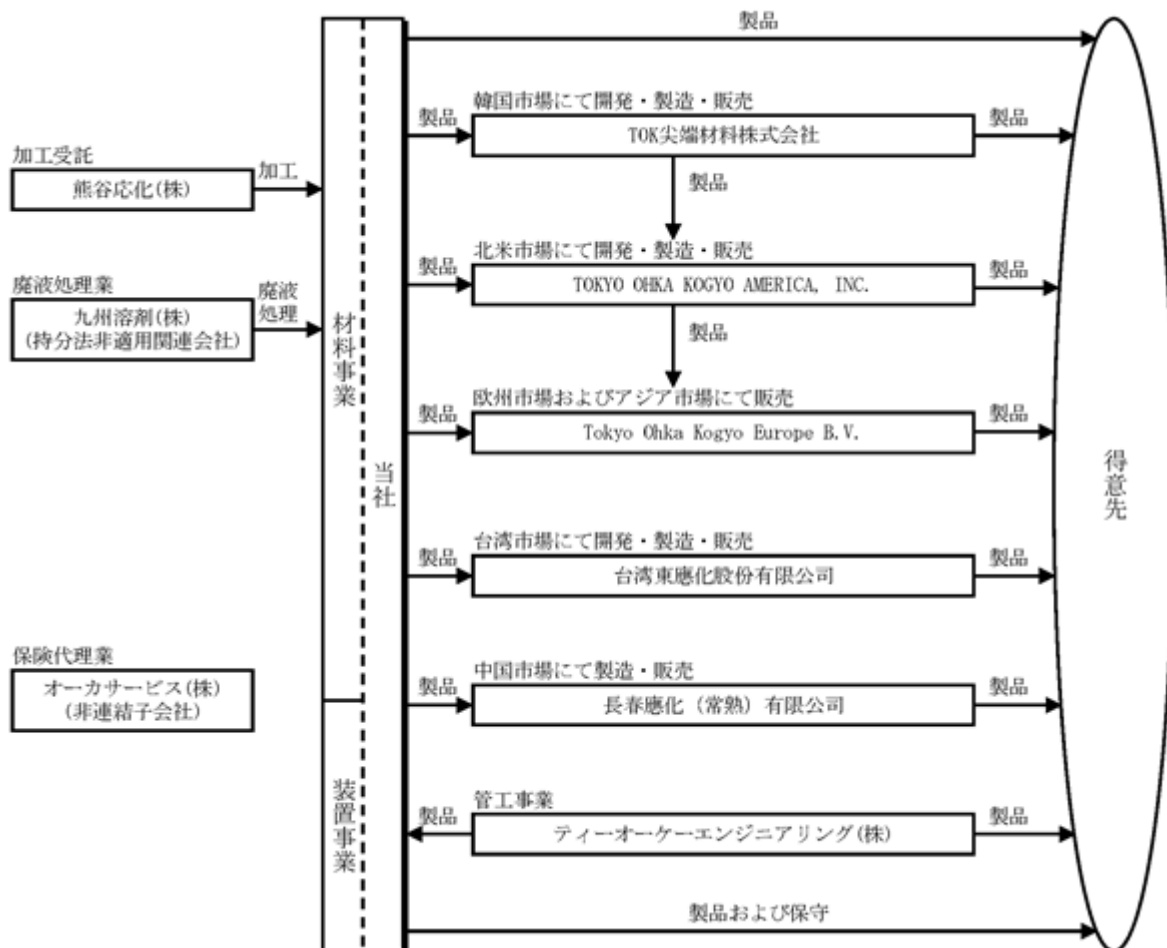 製品
韓国市場にて開発・製造・販売
製品
TOK尖端材料株式会社
製品
製品
加工受託
熊谷応化(株)
加工
北米市場にて開発・製造・販売
製品
TOKYO OHKA KOGYO AMERICA, INC.
製品
製品
廃液処理業
九州溶剤(株)
(持分法非適用関連会社)
廃液
処理
材料事業
欧州市場およびアジア市場にて販売
製品
Tokyo Ohka Kogyo Europe B.V.
製品
当社
得意先
台湾市場にて開発・製造・販売
製品
台湾東應化股份有限公司
製品
保険代理業
オーカサービス(株)
(非連結子会社)
中国市場にて製造・販売
製品
長春應化（常熟）有限公司
製品
装置事業
管工事業
製品
ティーオーケーエンジニアリング(株)
製品
製品および保守